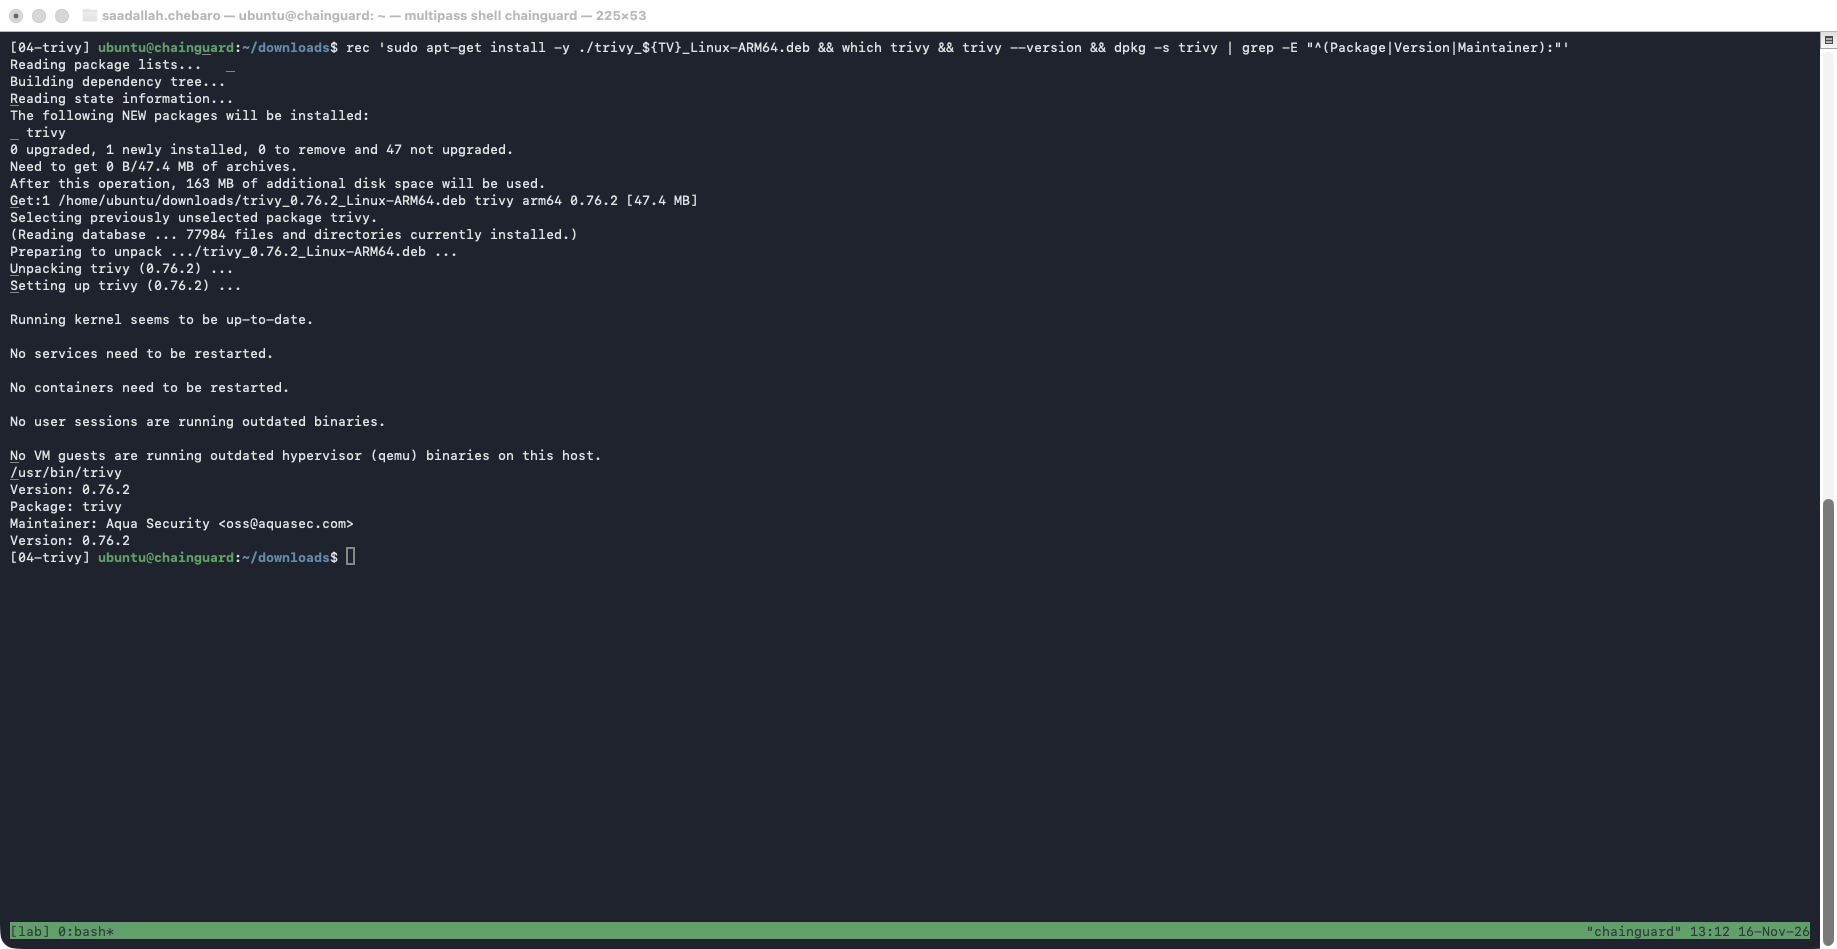 saadallah.chebaro — ubuntu@chainguard: ~ — multipass shell chainguard — 225×53
[04-trivy] ubuntu@chainguard:~/downloads$ rec 'sudo apt-get install -y ./trivy_${TV}_Linux-ARM64.deb && which trivy && trivy --version && dpkg -s trivy | grep -E "^(Package|Version|Maintainer):"'
Reading package lists...   _
Building dependency tree...
Reading state information...
The following NEW packages will be installed:
_ trivy
0 upgraded, 1 newly installed, 0 to remove and 47 not upgraded.
Need to get 0 B/47.4 MB of archives.
After this operation, 163 MB of additional disk space will be used.
Get:1 /home/ubuntu/downloads/trivy_0.76.2_Linux-ARM64.deb trivy arm64 0.76.2 [47.4 MB]
Selecting previously unselected package trivy.
(Reading database ... 77984 files and directories currently installed.)
Preparing to unpack .../trivy_0.76.2_Linux-ARM64.deb ...
Unpacking trivy (0.76.2) ...
Setting up trivy (0.76.2) ...
Running kernel seems to be up-to-date.
No services need to be restarted.
No containers need to be restarted.
No user sessions are running outdated binaries.
No VM guests are running outdated hypervisor (qemu) binaries on this host.
/usr/bin/trivy
Version: 0.76.2
Package: trivy
Maintainer: Aqua Security <oss@aquasec.com>
Version: 0.76.2
[04-trivy] ubuntu@chainguard:~/downloads$
[lab] 0:bash* "chainguard" 13:12 16-Nov-26